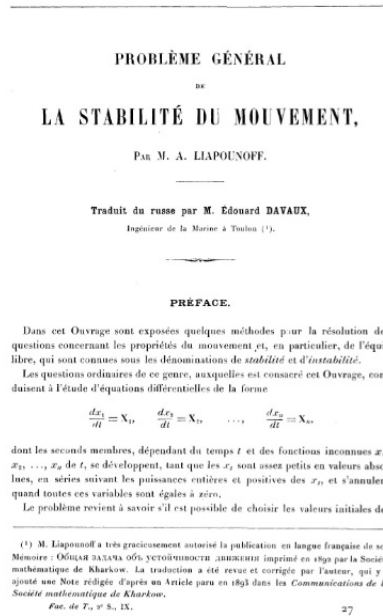 PROBLÈME GÉNÉRAL
DE
LA STABILITÉ DU MOUVEMENT,
PAR M. A. LIAPOUNOFF.
Traduit du russe par M. Édouard DAVAUX,
Ingénieur de la Marine à Toulon (¹).
PRÉFACE.
Dans cet Ouvrage sont exposées quelques méthodes pour la résolution de
questions concernant les propriétés du mouvement et, en particulier, de l'équi
libre, qui sont connues sous les dénominations de stabilité et d'instabilité.
Les questions ordinaires de ce genre, auxquelles est consacré cet Ouvrage, con
duisent à l'étude d'équations différentielles de la forme
dx₁/dt = X₁, dx₂/dt = X₂, ..., dxₙ/dt = Xₙ,
dont les seconds membres, dépendant du temps t et des fonctions inconnues x
x₂, ..., xₙ de t, se développent, tant que les xₛ sont assez petits en valeurs abso
lues, en séries suivant les puissances entières et positives des xₛ, et s'annulen
quand toutes ces variables sont égales à zéro.
Le problème revient à savoir s'il est possible de choisir les valeurs initiales de
(¹) M. Liapounoff a très gracieusement autorisé la publication en langue française de so
Mémoire : Общая задача объ устойчивости движенія imprimé en 1892 par la Socié
mathématique de Kharkow. La traduction a été revue et corrigée par l'auteur, qui y
ajouté une Note rédigée d'après un Article paru en 1893 dans les Communications de l
Société mathématique de Kharkow.
Fac. de T., 2ᵉ S., IX. 27